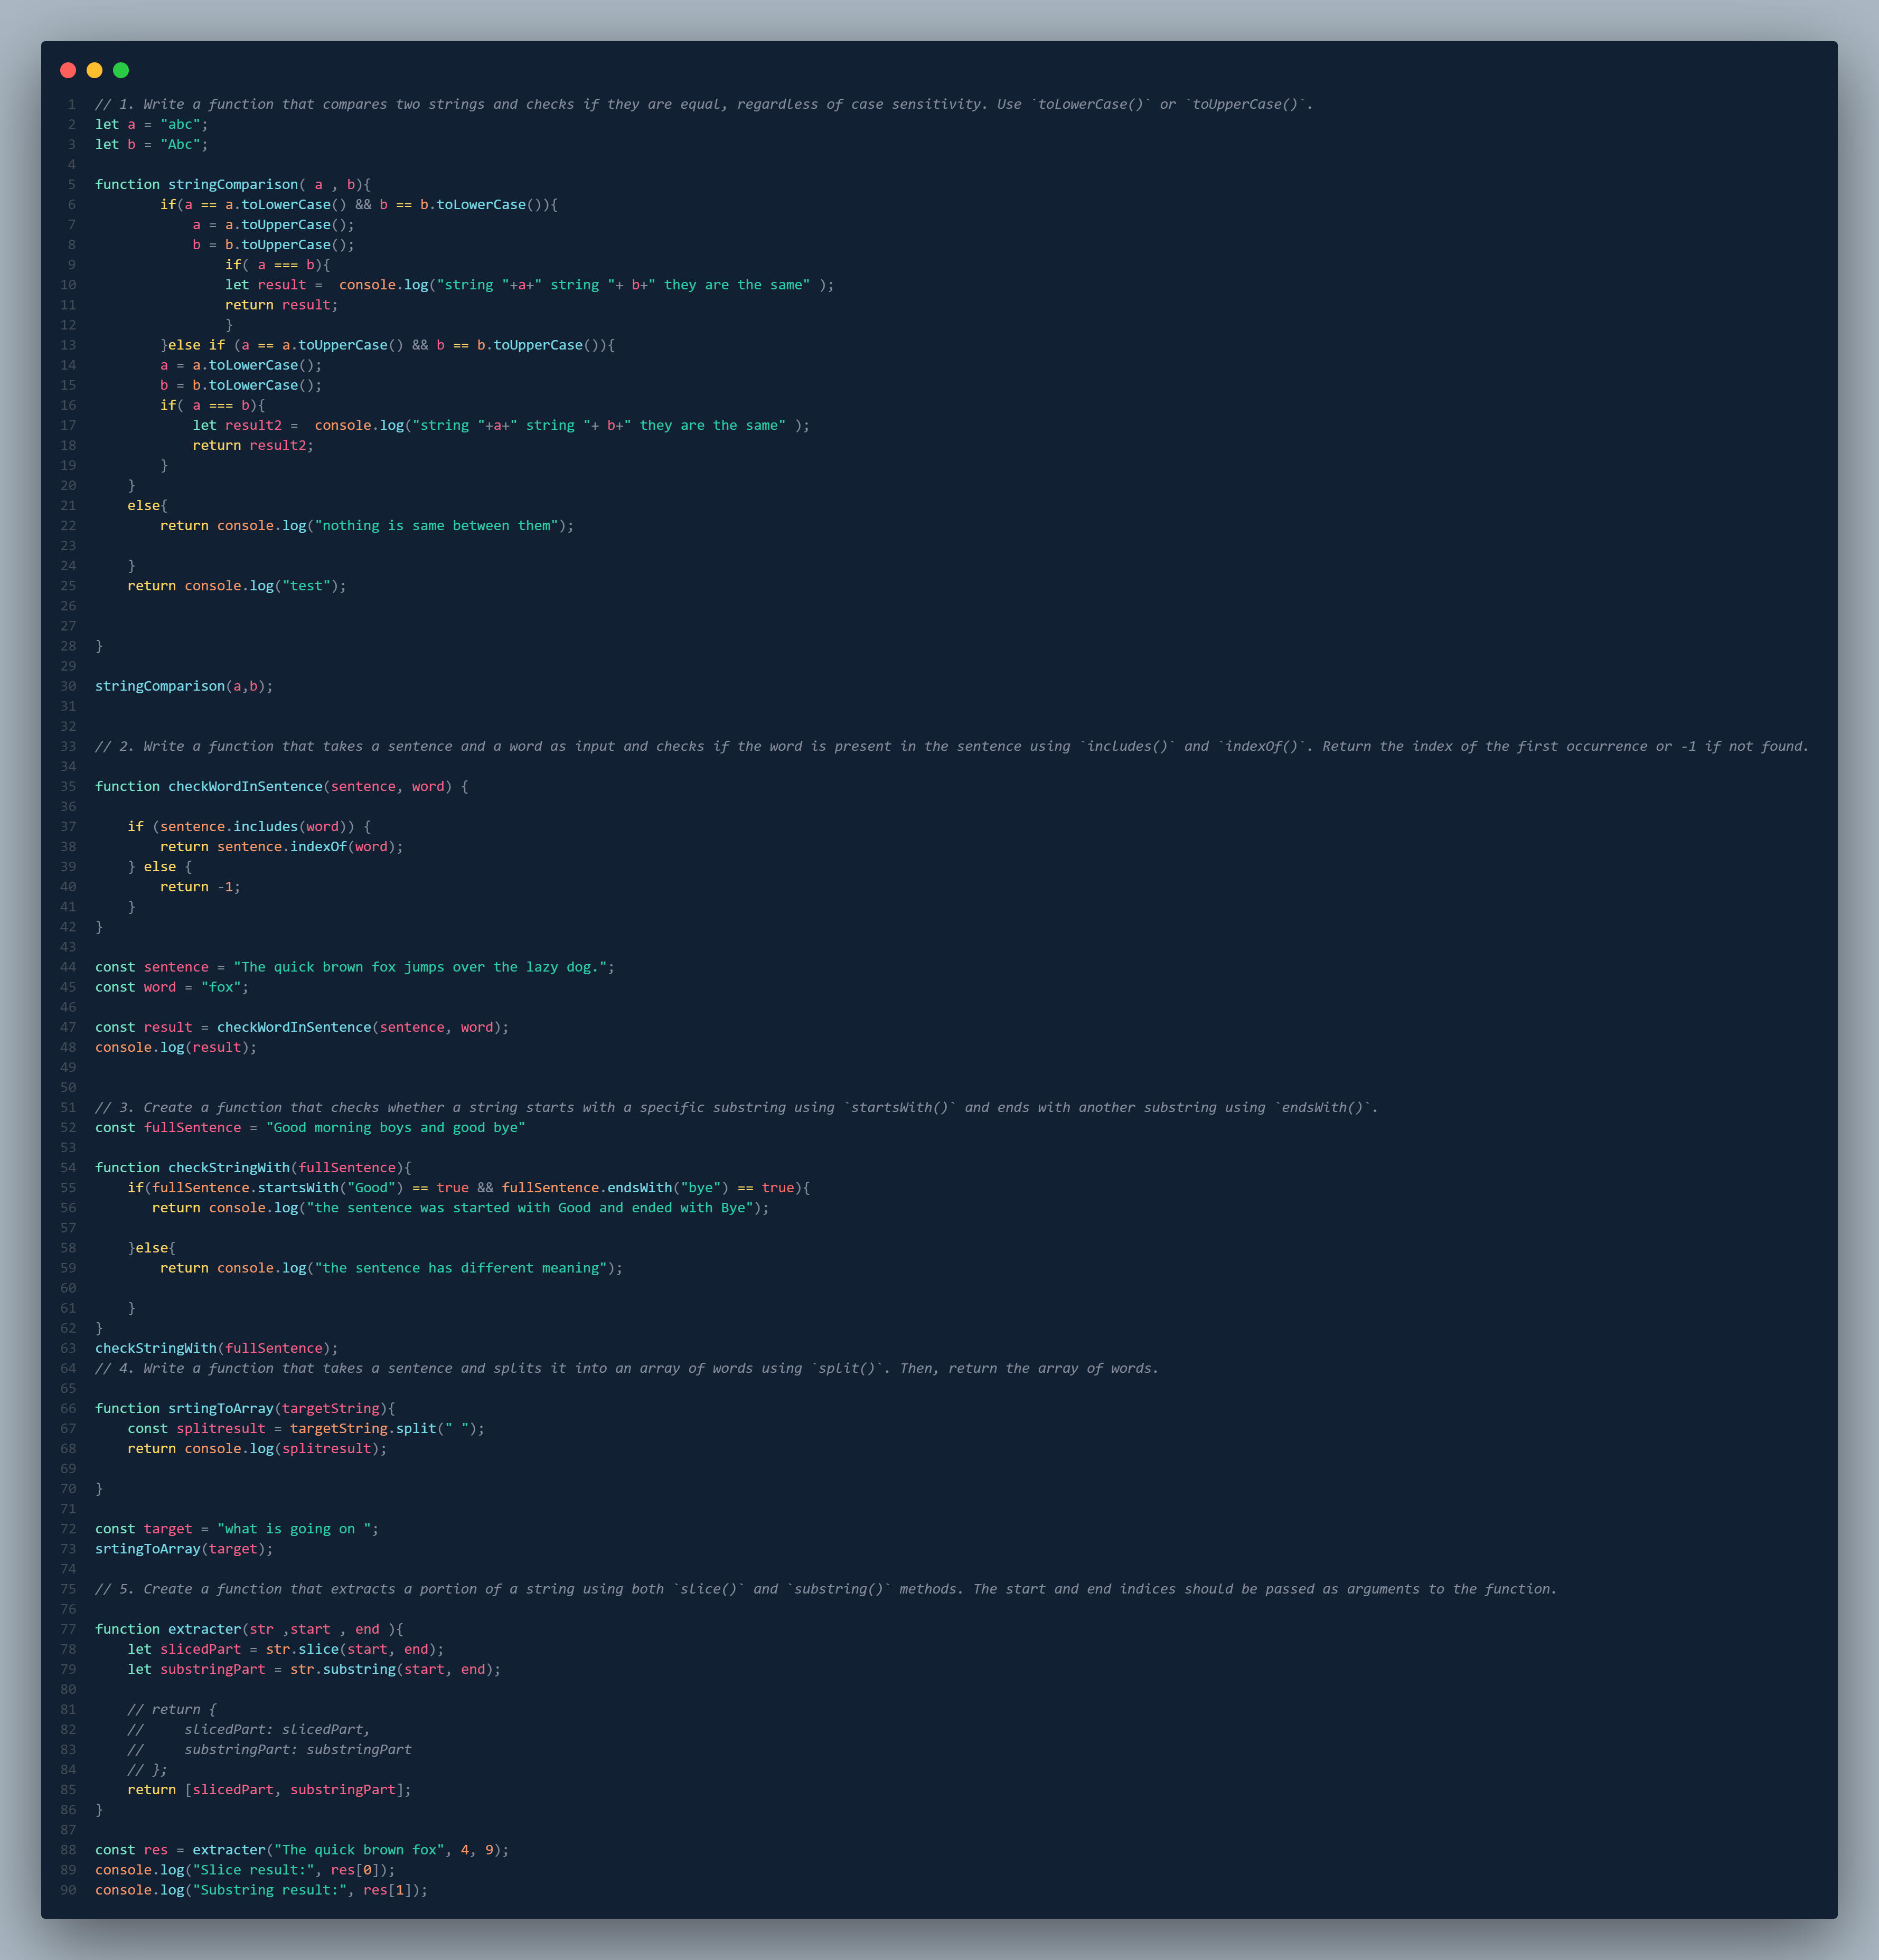 1 // 1. Write a function that compares two strings and checks if they are equal, regardless of case sensitivity. Use `toLowerCase()` or `toUpperCase()`.
2 let a = "abc";
3 let b = "Abc";
4
5 function stringComparison( a , b){
6         if(a == a.toLowerCase() && b == b.toLowerCase()){
7             a = a.toUpperCase();
8             b = b.toUpperCase();
9                 if( a === b){
10                 let result =  console.log("string "+a+" string "+ b+" they are the same" );
11                 return result;
12                 }
13         }else if (a == a.toUpperCase() && b == b.toUpperCase()){
14         a = a.toLowerCase();
15         b = b.toLowerCase();
16         if( a === b){
17             let result2 =  console.log("string "+a+" string "+ b+" they are the same" );
18             return result2;
19         }
20     }
21     else{
22         return console.log("nothing is same between them");
23
24     }
25     return console.log("test");
26
27
28 }
29
30 stringComparison(a,b);
31
32
33 // 2. Write a function that takes a sentence and a word as input and checks if the word is present in the sentence using `includes()` and `indexOf()`. Return the index of the first occurrence or -1 if not found.
34
35 function checkWordInSentence(sentence, word) {
36
37     if (sentence.includes(word)) {
38         return sentence.indexOf(word);
39     } else {
40         return -1;
41     }
42 }
43
44 const sentence = "The quick brown fox jumps over the lazy dog.";
45 const word = "fox";
46
47 const result = checkWordInSentence(sentence, word);
48 console.log(result);
49
50
51 // 3. Create a function that checks whether a string starts with a specific substring using `startsWith()` and ends with another substring using `endsWith()`.
52 const fullSentence = "Good morning boys and good bye"
53
54 function checkStringWith(fullSentence){
55     if(fullSentence.startsWith("Good") == true && fullSentence.endsWith("bye") == true){
56        return console.log("the sentence was started with Good and ended with Bye");
57
58     }else{
59         return console.log("the sentence has different meaning");
60
61     }
62 }
63 checkStringWith(fullSentence);
64 // 4. Write a function that takes a sentence and splits it into an array of words using `split()`. Then, return the array of words.
65
66 function srtingToArray(targetString){
67     const splitresult = targetString.split(" ");
68     return console.log(splitresult);
69
70 }
71
72 const target = "what is going on ";
73 srtingToArray(target);
74
75 // 5. Create a function that extracts a portion of a string using both `slice()` and `substring()` methods. The start and end indices should be passed as arguments to the function.
76
77 function extracter(str ,start , end ){
78     let slicedPart = str.slice(start, end);
79     let substringPart = str.substring(start, end);
80
81     // return {
82     //     slicedPart: slicedPart,
83     //     substringPart: substringPart
84     // };
85     return [slicedPart, substringPart];
86 }
87
88 const res = extracter("The quick brown fox", 4, 9);
89 console.log("Slice result:", res[0]);
90 console.log("Substring result:", res[1]);